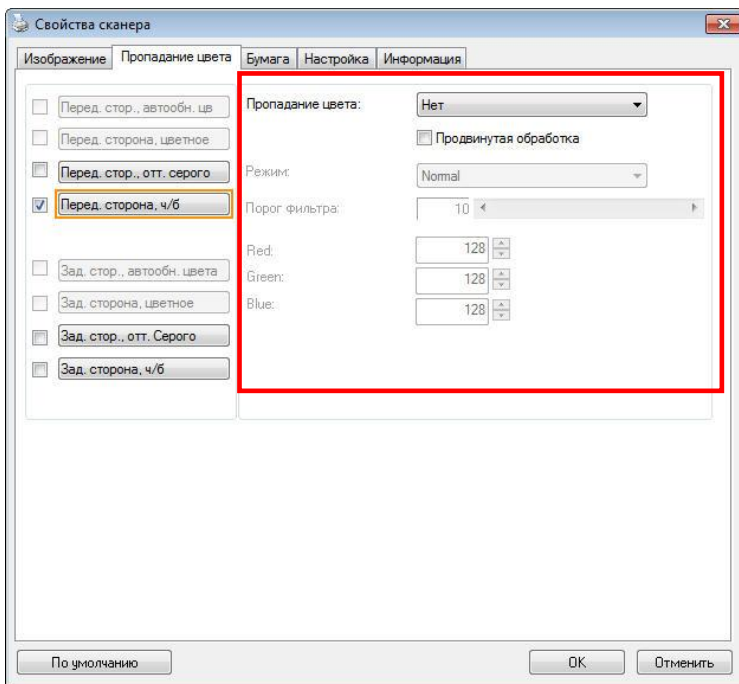 Свойства сканера
Изображение Пропадание цвета Бумага Настройка Информация
Перед. стор., автообн. цв
Перед. сторона, цветное
Перед. стор., отт. серого
Перед. сторона, ч/б
Зад. стор., автообн. цвета
Зад. сторона, цветное
Зад. стор., отт. Серого
Зад. сторона, ч/б
Пропадание цвета: Нет
Продвинутая обработка
Режим: Normal
Порог фильтра: 10
Red: 128
Green: 128
Blue: 128
По умолчанию OK Отменить